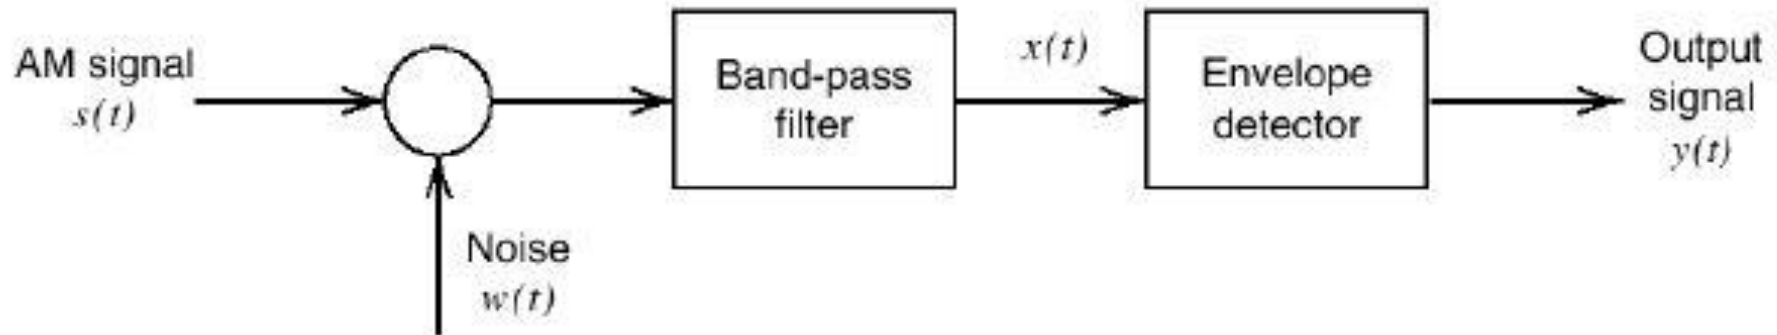 AM signal
s(t)
Band-pass
filter
x(t)
Envelope
detector
Output
signal
y(t)
Noise
w(t)